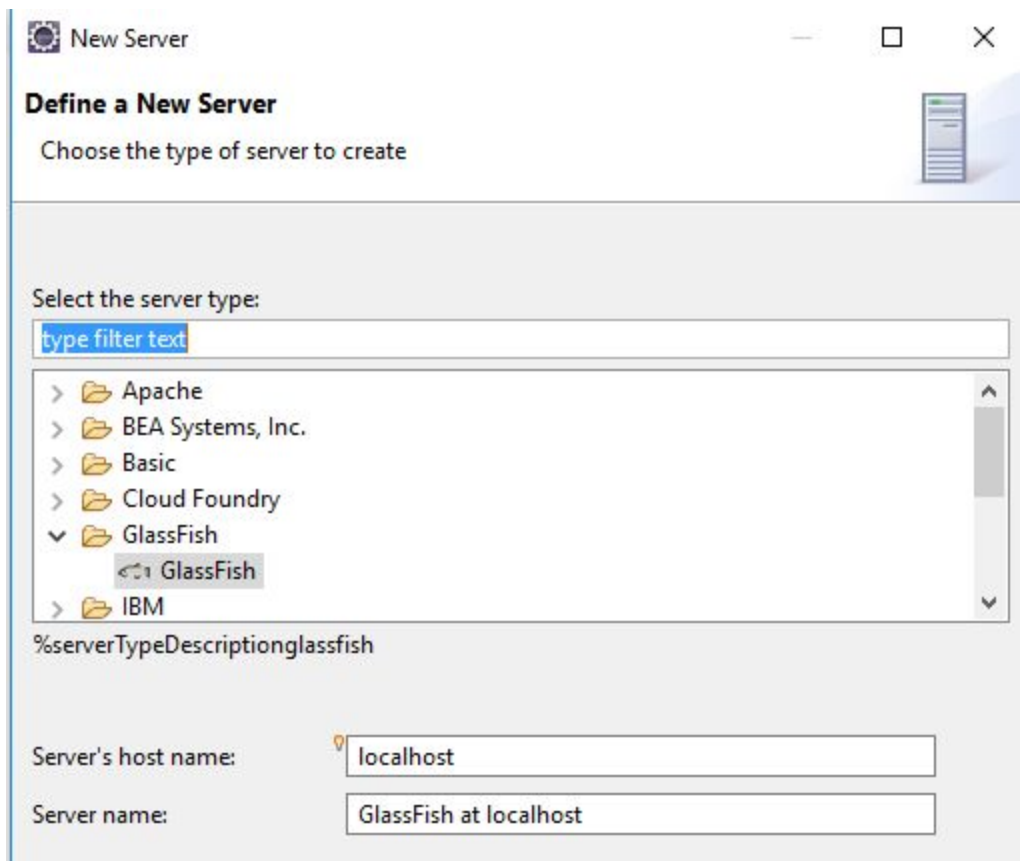 New Server
Define a New Server
Choose the type of server to create
Select the server type:
type filter text
Apache
BEA Systems, Inc.
Basic
Cloud Foundry
GlassFish
GlassFish
IBM
%serverTypeDescriptionglassfish
Server's host name: localhost
Server name: GlassFish at localhost